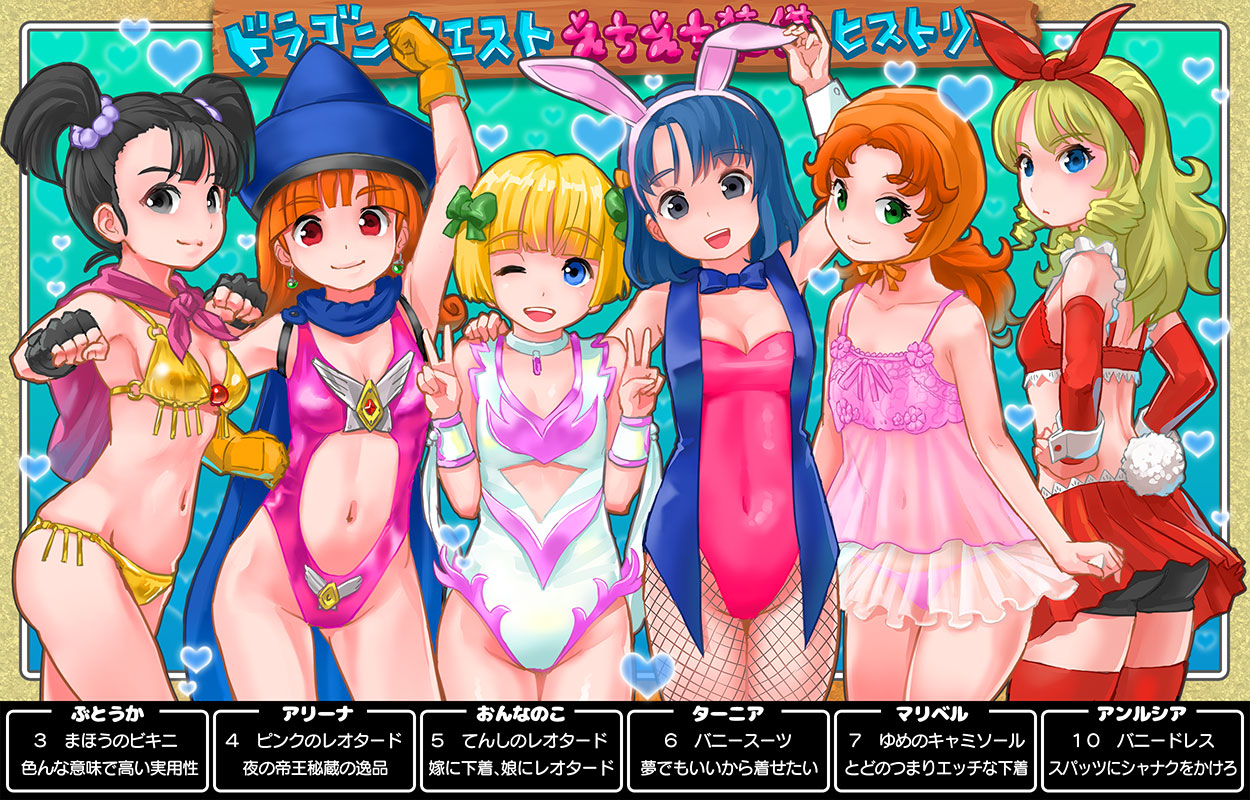 ドラゴンクエスト えちえち装備 ヒストリー
ぶとうか
3 まほうのビキニ
色んな意味で高い実用性
アリーナ
4 ピンクのレオタード
夜の帝王秘蔵の逸品
おんなのこ
5 てんしのレオタード
嫁に下着、娘にレオタード
ターニア
6 バニースーツ
夢でもいいから着せたい
マリベル
7 ゆめのキャミソール
とどのつまりエッチな下着
アンルシア
10 バニードレス
スパッツにシャナクをかけろ